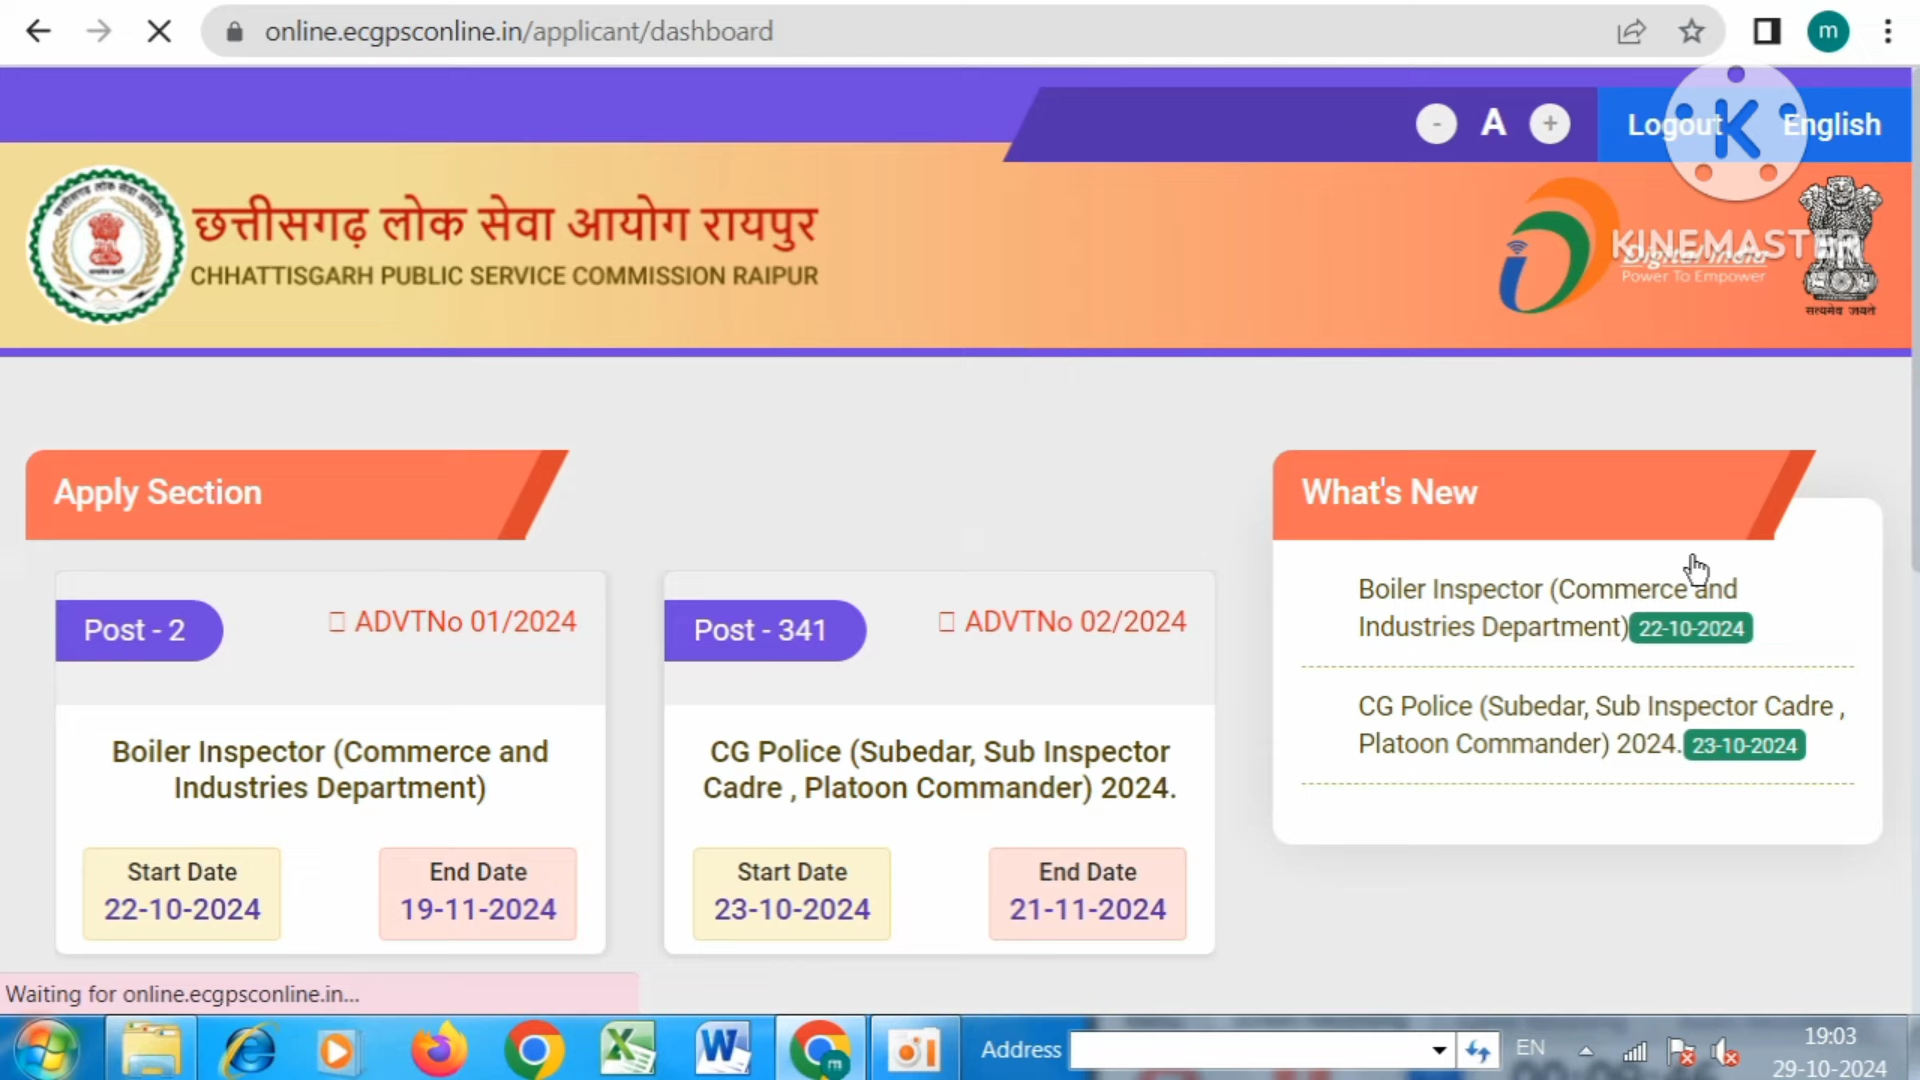 online.ecgpsconline.in/applicant/dashboard
m
- A +
Logout
English
छत्तीसगढ़ लोक सेवा आयोग रायपुर
CHHATTISGARH PUBLIC SERVICE COMMISSION RAIPUR
K
KINEMASTER
Digital India
Power To Empower
सत्यमेव जयते
Apply Section
Post - 2
ADVTNo 01/2024
Boiler Inspector (Commerce and
Industries Department)
Start Date
22-10-2024
End Date
19-11-2024
Post - 341
ADVTNo 02/2024
CG Police (Subedar, Sub Inspector
Cadre , Platoon Commander) 2024.
Start Date
23-10-2024
End Date
21-11-2024
What's New
Boiler Inspector (Commerce and
Industries Department) 22-10-2024
CG Police (Subedar, Sub Inspector Cadre ,
Platoon Commander) 2024. 23-10-2024
Waiting for online.ecgpsconline.in...
Address
EN
19:03
29-10-2024